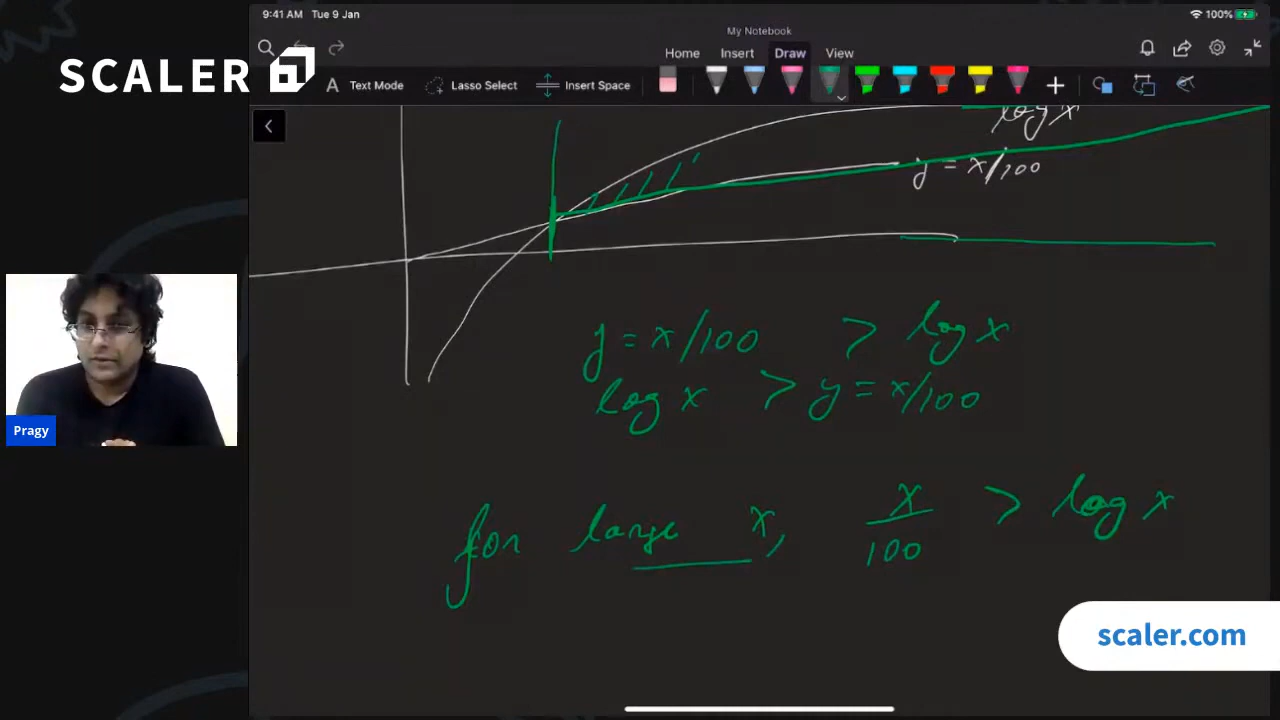 9:41 AM Tue 9 Jan
100%
My Notebook
SCALER
Home Insert Draw View
A Text Mode Lasso Select Insert Space
log x
y = x/100
y = x/100 > log x
log x > y = x/100
Pragy
for large x, x/100 > log x
scaler.com